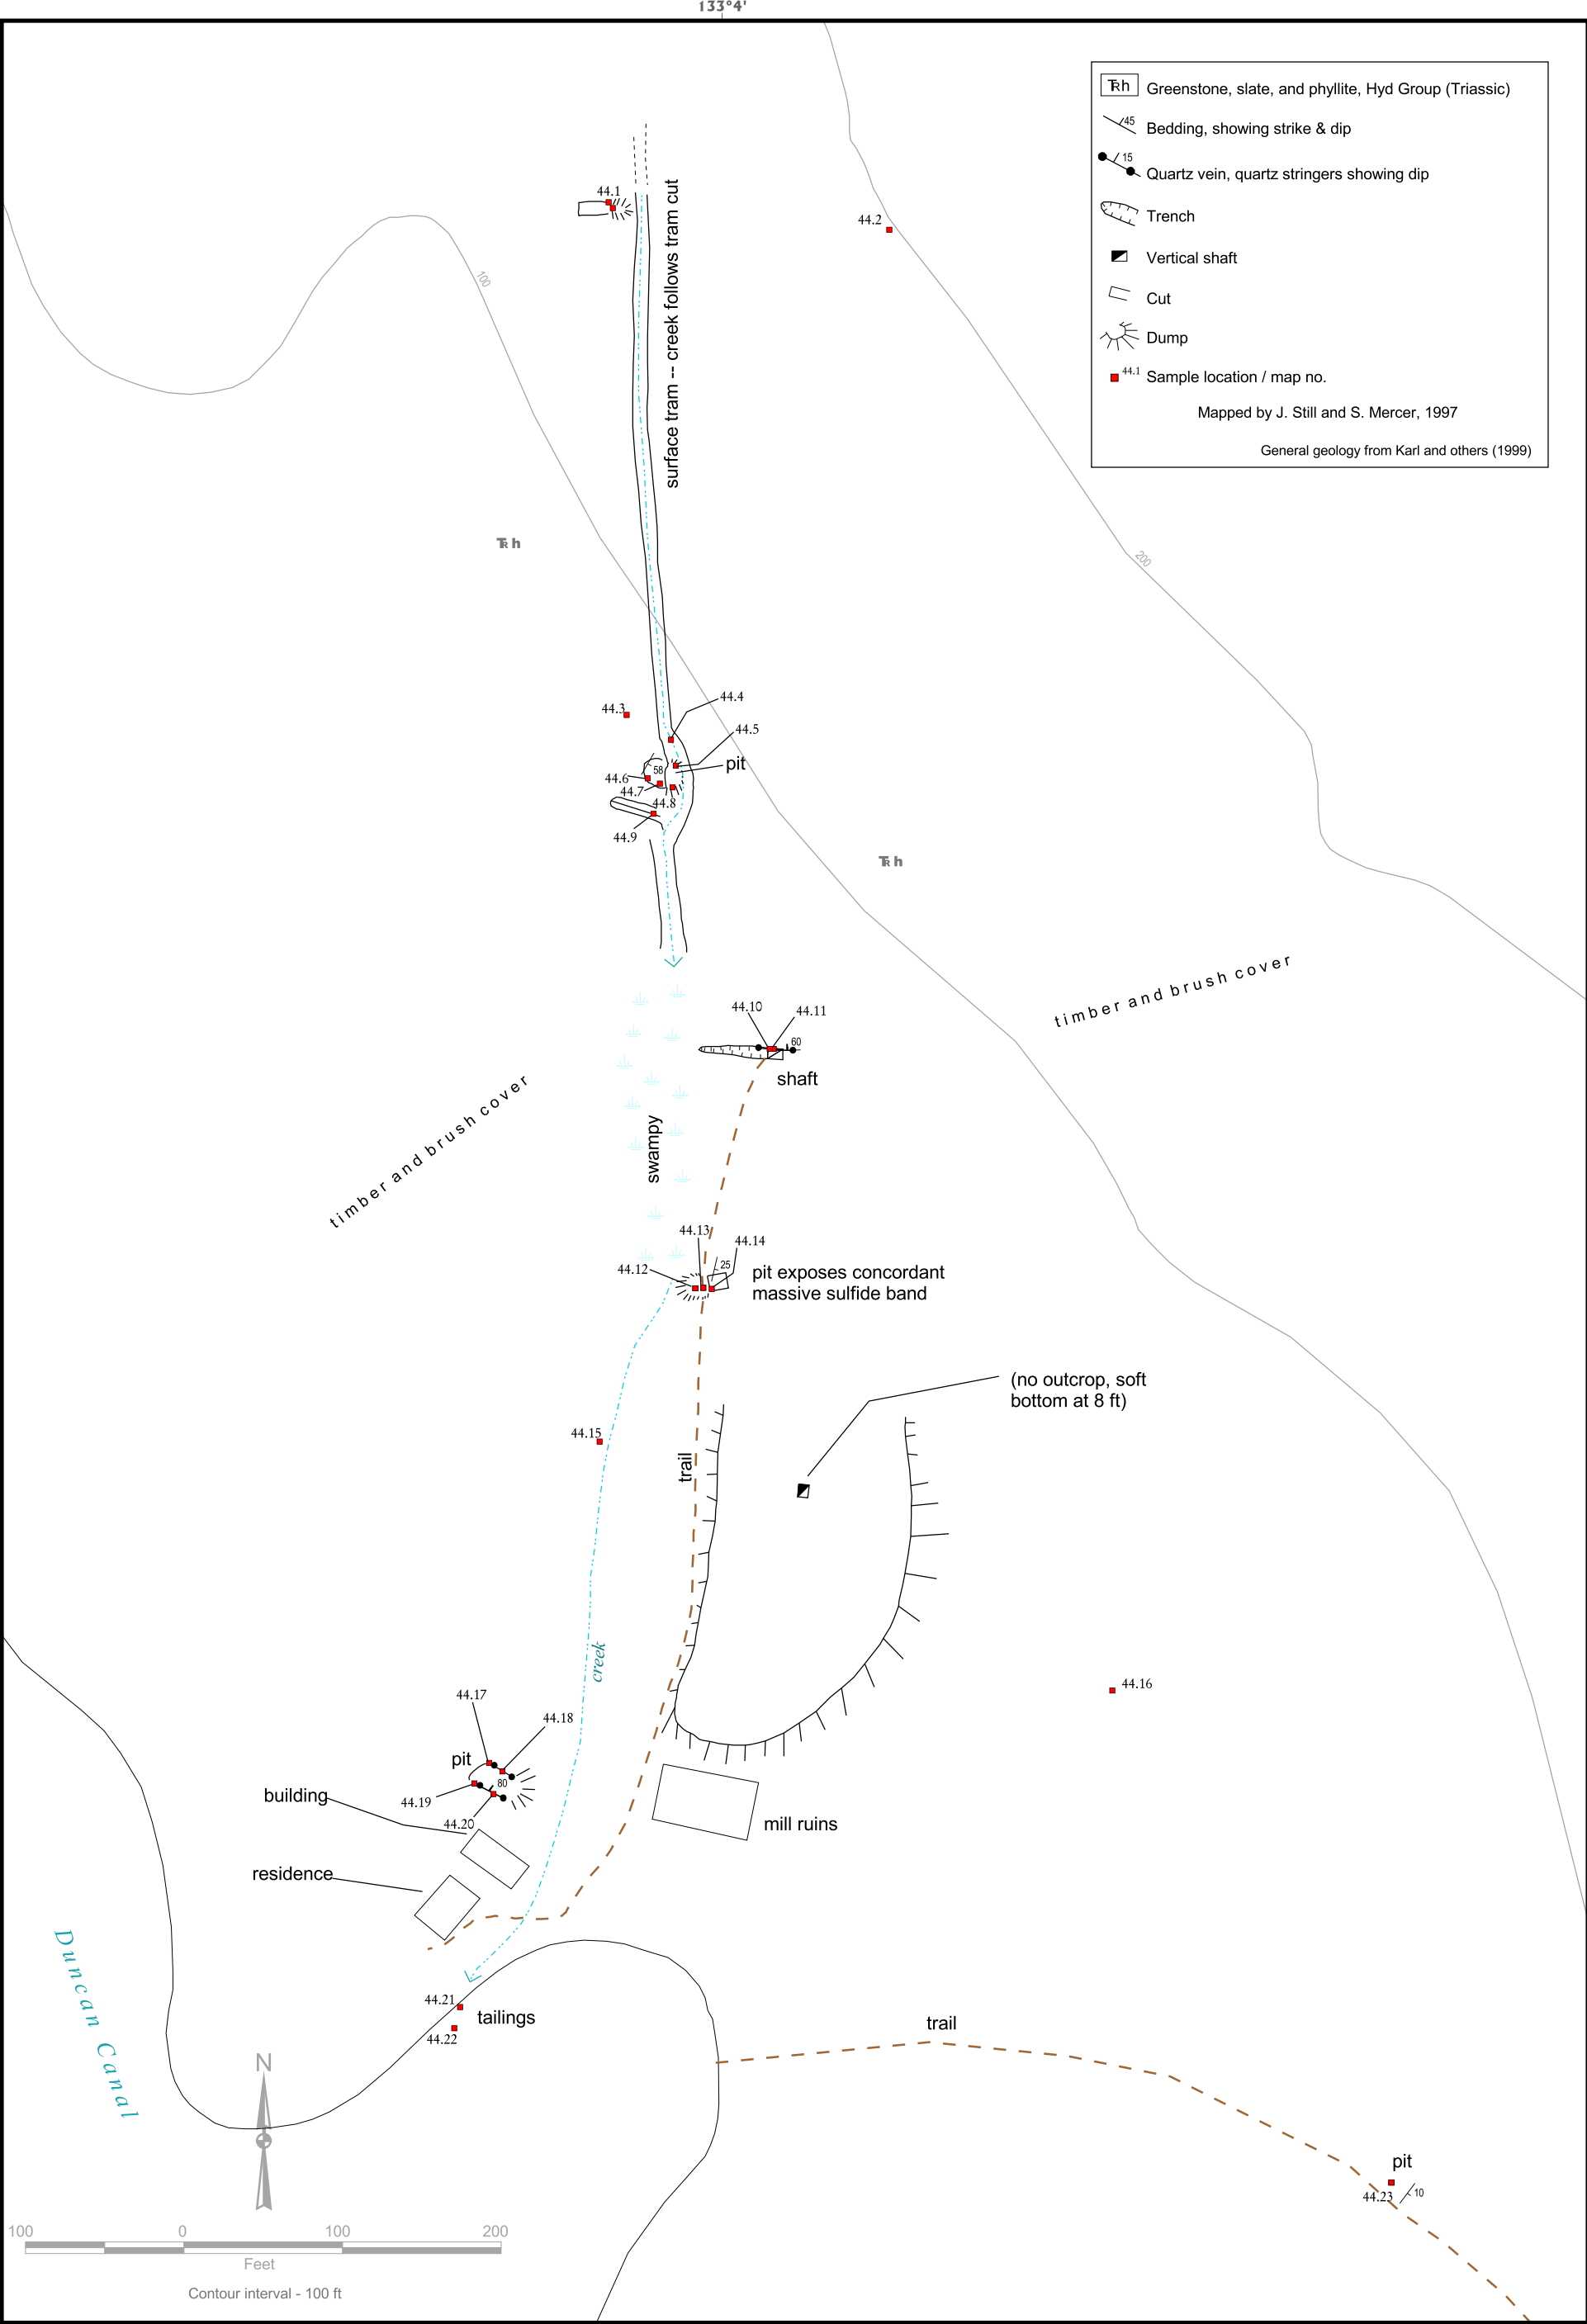 133°4'
TRh Greenstone, slate, and phyllite, Hyd Group (Triassic)
45 Bedding, showing strike & dip
15 Quartz vein, quartz stringers showing dip
Trench
Vertical shaft
Cut
Dump
44.1 Sample location / map no.
Mapped by J. Still and S. Mercer, 1997
General geology from Karl and others (1999)
44.1
surface tram -- creek follows tram cut
44.2
100
TRh
200
44.3
44.4
44.5
pit
58
44.6
44.7
44.8
44.9
TRh
timber and brush cover
44.10
44.11
60
shaft
timber and brush cover
swampy
44.13
44.14
44.12
25
pit exposes concordant
massive sulfide band
(no outcrop, soft
bottom at 8 ft)
44.15
trail
creek
44.16
44.17
44.18
pit
80
44.19
44.20
building
mill ruins
residence
Duncan Canal
44.21
tailings
44.22
trail
N
pit
44.23
10
100 0 100 200
Feet
Contour interval - 100 ft